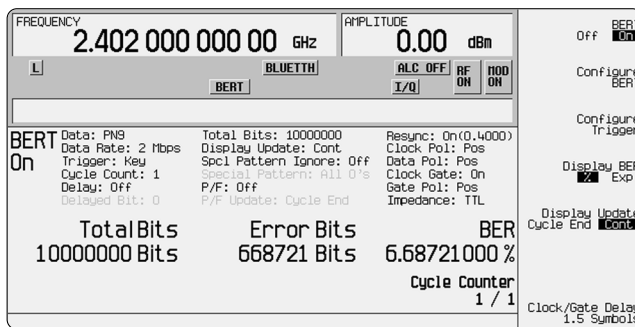 FREQUENCY
2.402 000 000 00 GHz
AMPLITUDE
0.00 dBm
L
BLUETTH
BERT
ALC OFF
I/Q
RF ON
MOD ON
BERT On
Data: PN9
Data Rate: 2 Mbps
Trigger: Key
Cycle Count: 1
Delay: Off
Delayed Bit: 0
Total Bits: 10000000
Display Update: Cont
Spcl Pattern Ignore: Off
Special Pattern: All 0's
P/F: Off
P/F Update: Cycle End
Resync: On(0.4000)
Clock Pol: Pos
Data Pol: Pos
Clock Gate: On
Gate Pol: Pos
Impedance: TTL
Total Bits
10000000 Bits
Error Bits
668721 Bits
BER
6.68721000 %
Cycle Counter
1 / 1
BERT
Off On
Configure
BERT
Configure
Trigger
Display BER
% Exp
Display Update
Cycle End Cont
Clock/Gate Delay
1.5 Symbols